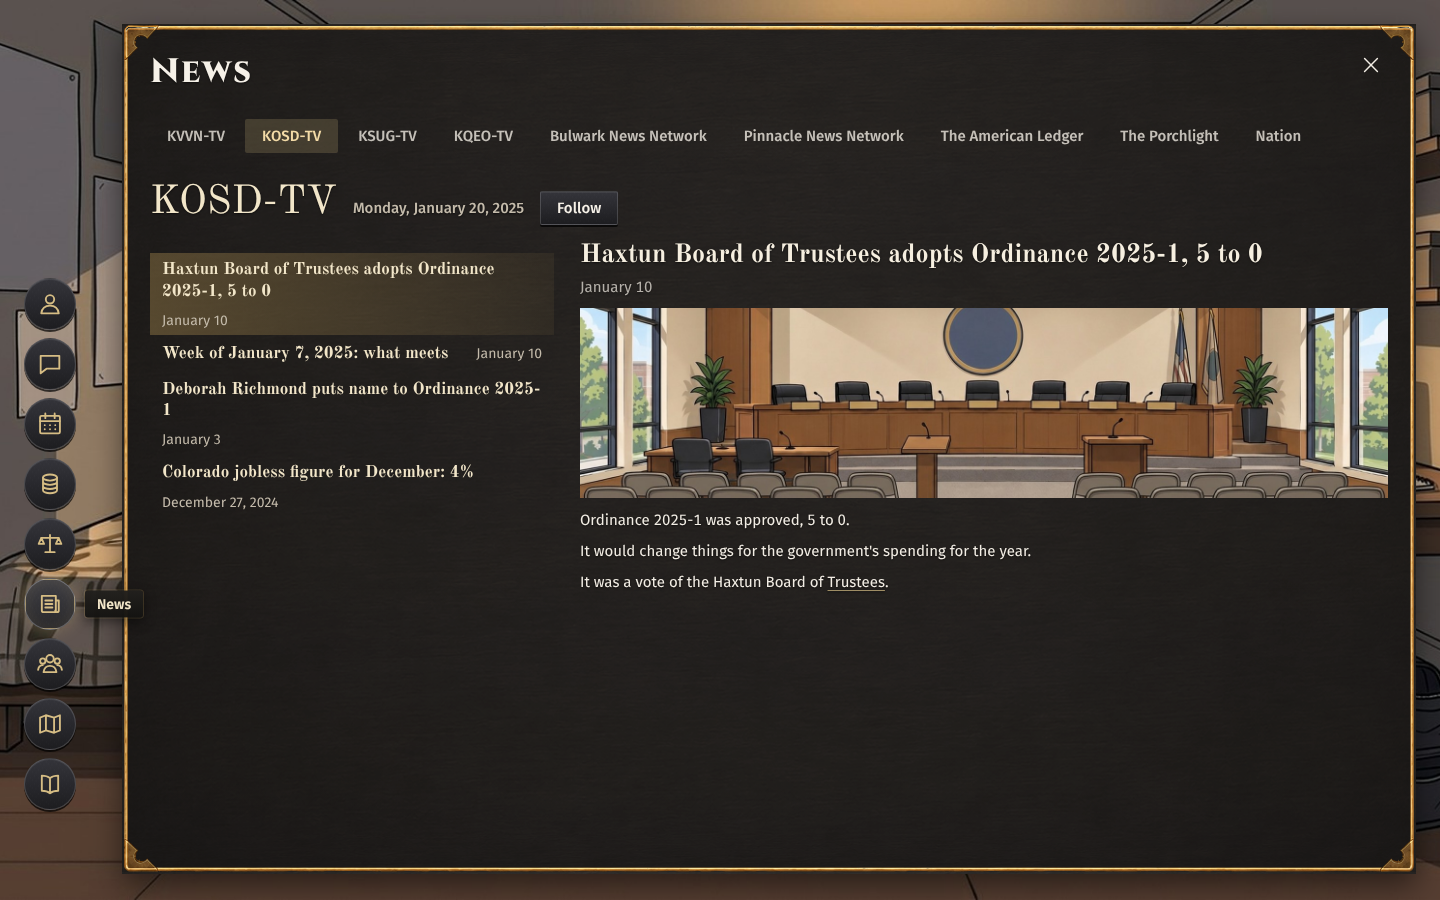 News
KVVN-TV
KOSD-TV
KSUG-TV
KQEO-TV
Bulwark News Network
Pinnacle News Network
The American Ledger
The Porchlight
Nation
KOSD-TV
Monday, January 20, 2025
Follow
Haxtun Board of Trustees adopts Ordinance
2025-1, 5 to 0
January 10
Week of January 7, 2025: what meets
January 10
Deborah Richmond puts name to Ordinance 2025-
1
January 3
Colorado jobless figure for December: 4%
December 27, 2024
Haxtun Board of Trustees adopts Ordinance 2025-1, 5 to 0
January 10
Ordinance 2025-1 was approved, 5 to 0.
It would change things for the government's spending for the year.
It was a vote of the Haxtun Board of Trustees.
News